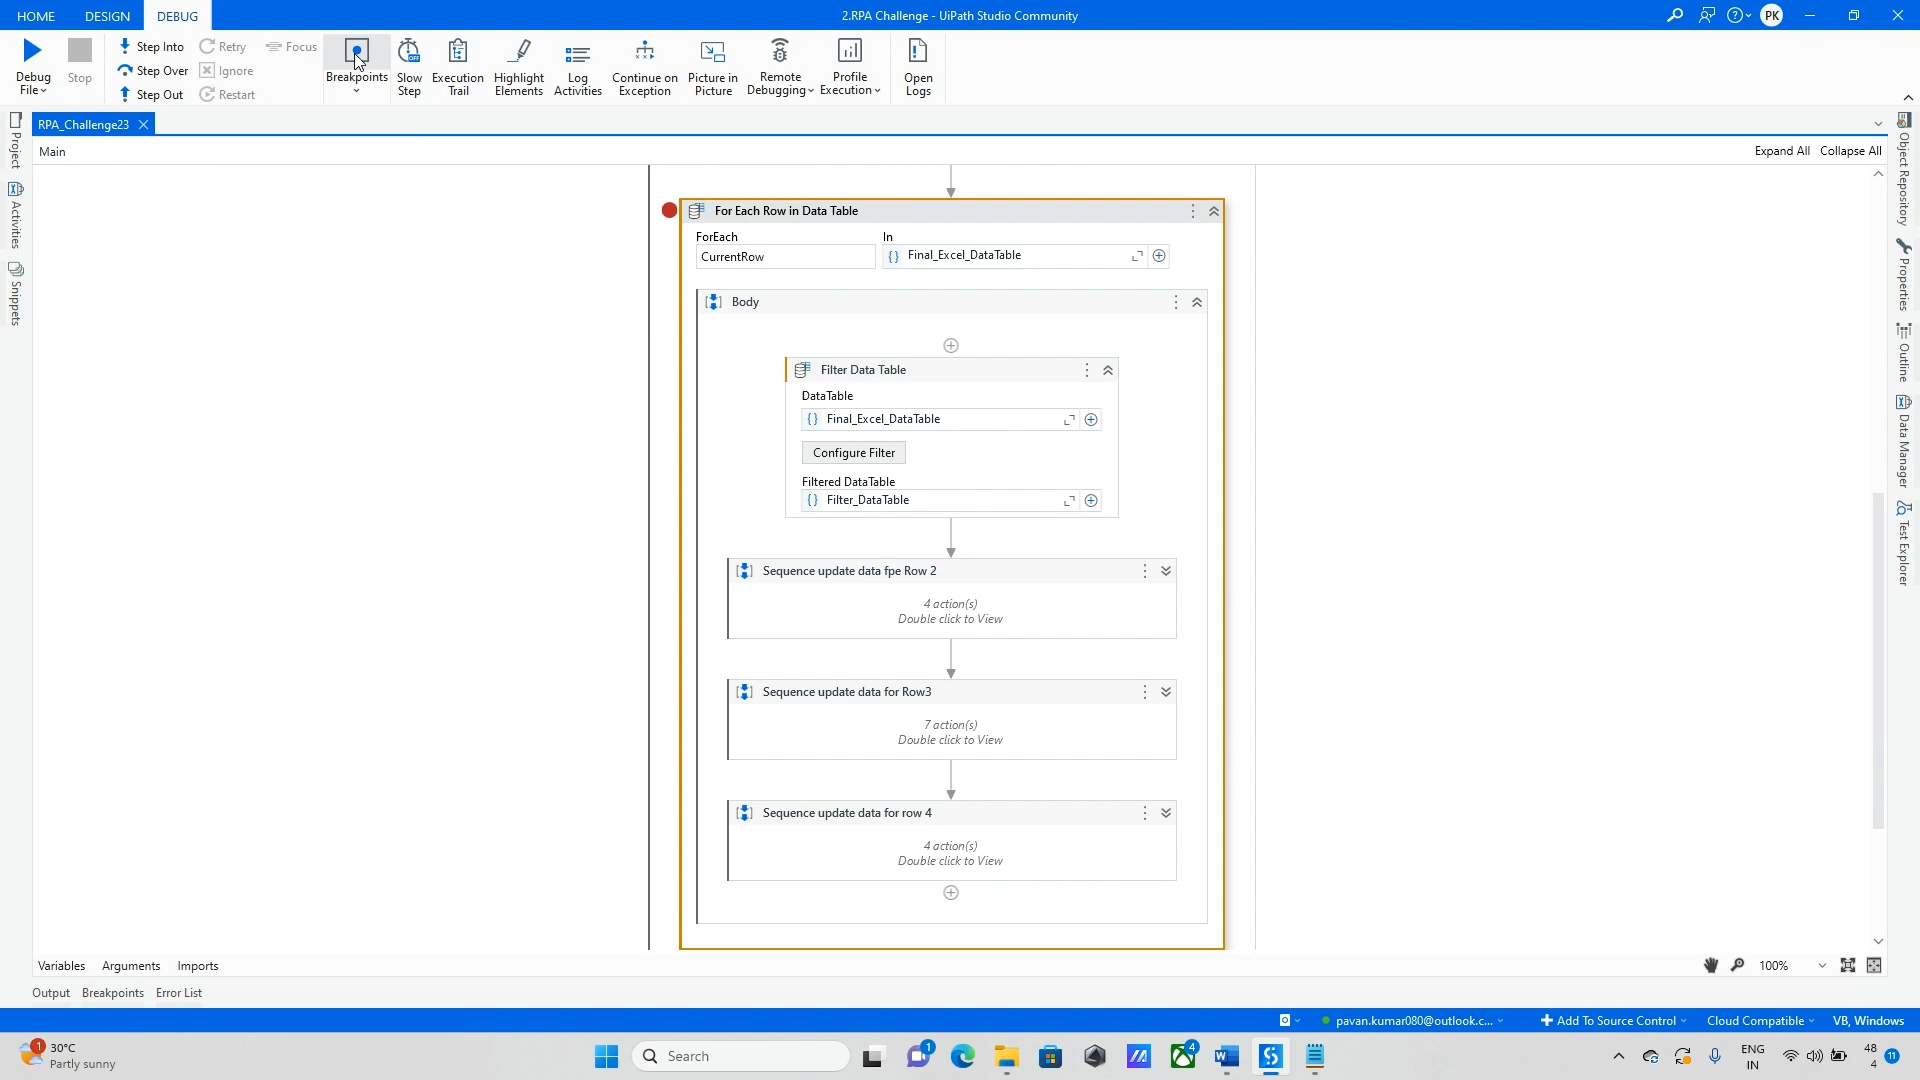 HOME
DESIGN
DEBUG
2.RPA Challenge - UiPath Studio Community
PK
Debug
File
Stop
Step Into
Step Over
Step Out
Retry
Ignore
Restart
Focus
Breakpoints
Slow
Step
OFF
Execution
Trail
Highlight
Elements
Log
Activities
Continue on
Exception
Picture in
Picture
Remote
Debugging
Profile
Execution
Open
Logs
RPA_Challenge23
Main
Expand All
Collapse All
Project
Activities
Snippets
Object Repository
Properties
Outline
Data Manager
Test Explorer
For Each Row in Data Table
ForEach
In
CurrentRow
Final_Excel_DataTable
Body
Filter Data Table
DataTable
Final_Excel_DataTable
Configure Filter
Filtered DataTable
Filter_DataTable
Sequence update data fpe Row 2
4 action(s)
Double click to View
Sequence update data for Row3
7 action(s)
Double click to View
Sequence update data for row 4
4 action(s)
Double click to View
Variables
Arguments
Imports
100%
Output
Breakpoints
Error List
pavan.kumar080@outlook.c...
Add To Source Control
Cloud Compatible
VB, Windows
1
30°C
Partly sunny
Search
1
4
ENG
IN
48
4
11